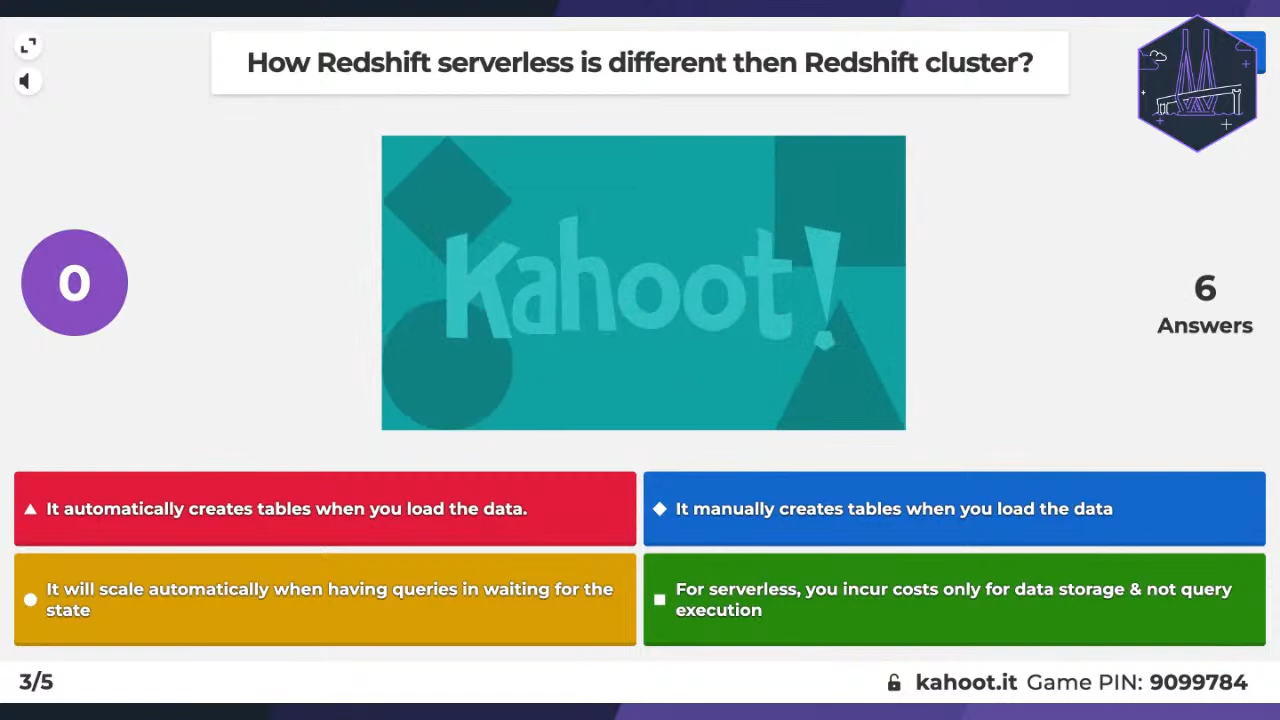 How Redshift serverless is different then Redshift cluster?
Kahoot!
0
6
Answers
It automatically creates tables when you load the data.
It manually creates tables when you load the data
It will scale automatically when having queries in waiting for the
state
For serverless, you incur costs only for data storage & not query
execution
3/5
kahoot.it Game PIN: 9099784